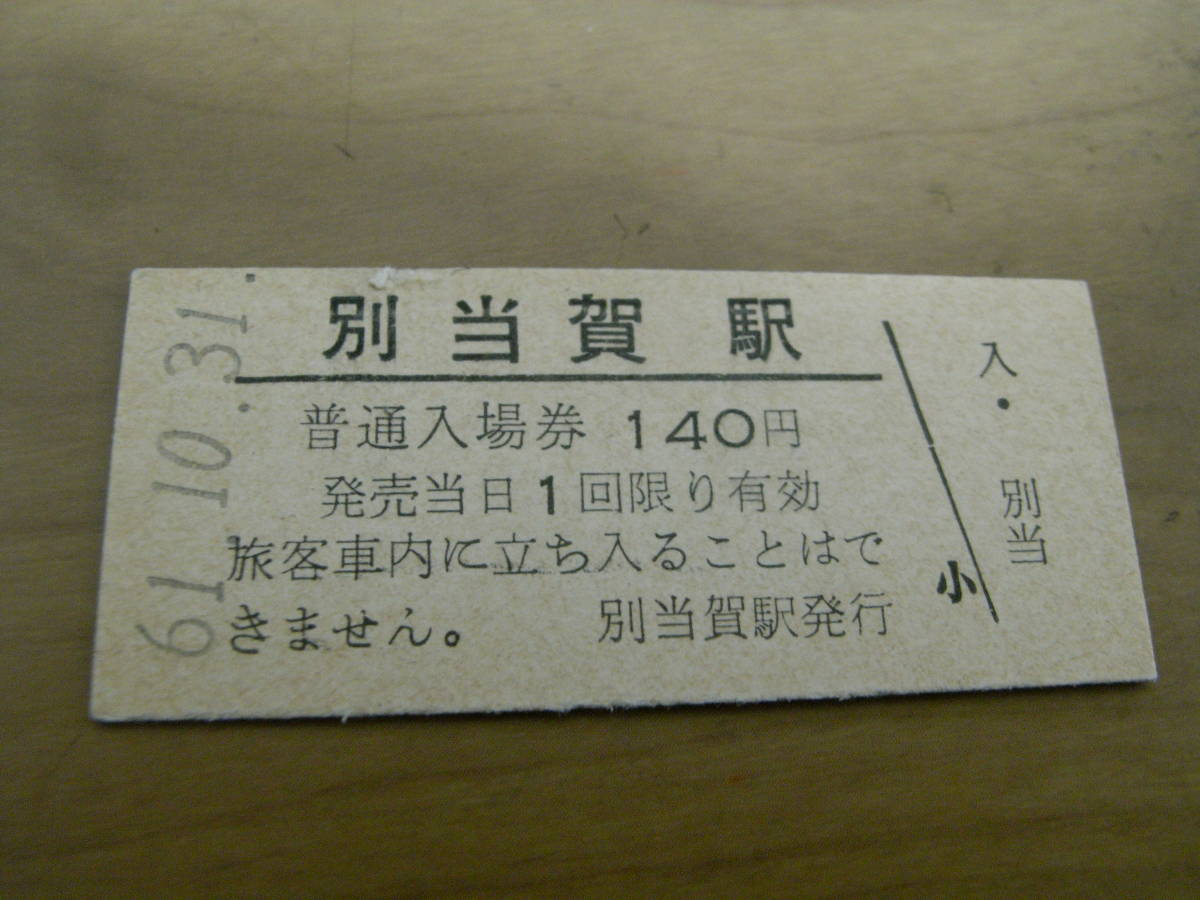 別当賀駅
普通入場券 140円
発売当日1回限り有効
旅客車内に立ち入ることはで
きません。 別当賀駅発行
61.10.31.
小
入・別当